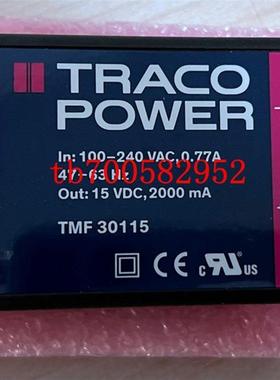 TRACO
POWER
In: 100–240 VAC, 0.77A
47–63 Hz
tb700582952
Out: 15 VDC, 2000 mA
TMF 30115
CE c UL us